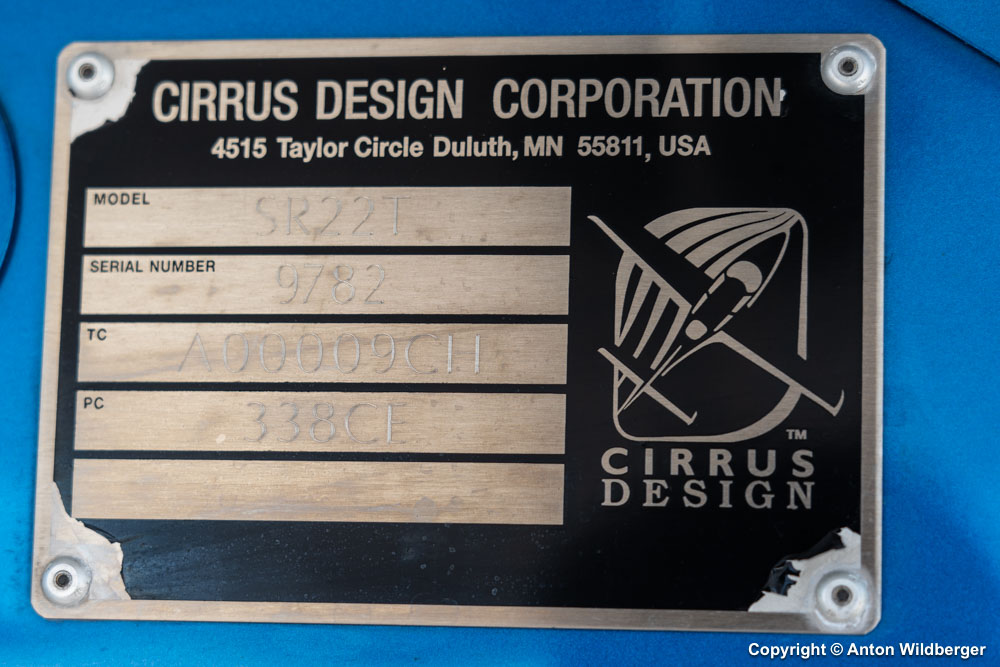 CIRRUS DESIGN CORPORATION
4515 Taylor Circle Duluth, MN 55811, USA
MODEL SR22T
SERIAL NUMBER 9782
TC A00009CH
PC 338CE
TM
CIRRUS
DESIGN
Copyright © Anton Wildberger